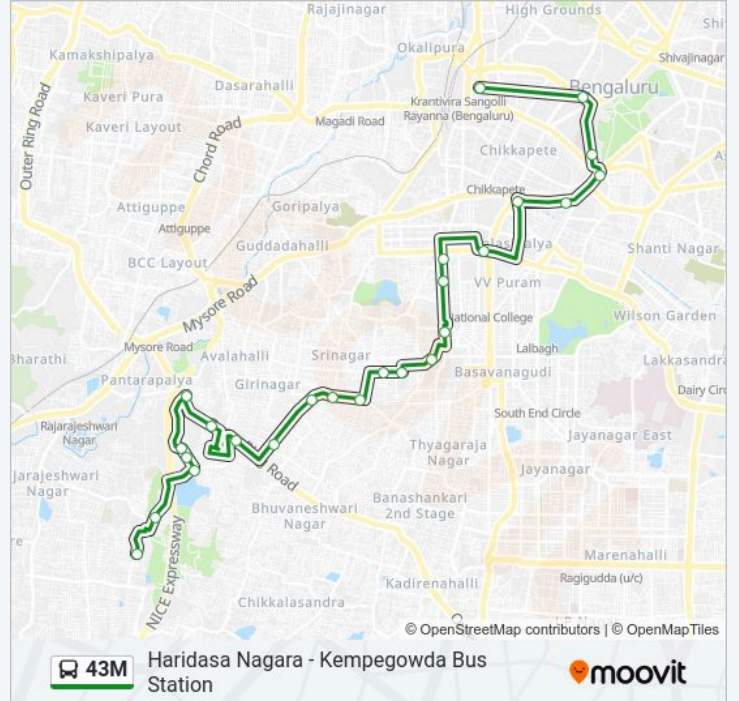 Rajajinagar
High Grounds
Shi
Kamakshipalya
Okalipura
Shivajinagar
Dasarahalli
Bengaluru
Kaveri Pura
Krantivira Sangolli
Rayanna (Bengaluru)
Kaveri Layout
Magadi Road
Outer Ring Road
Chord Road
Chikkapete
Chikkapete
Attiguppe
Goripalya
Attiguppe
Guddadahalli
Shanti Nagar
BCC Layout
VV Puram
Mysore Road
National College
Wilson Garden
Bharathi
Mysore Road
Avalahalli
Srinagar
Lalbagh
Lakkasandra
Pantarapalya
Girinagar
Basavanagudi
Dairy Circ
South End Circle
Rajarajeshwari
Nagar
Jayanagar East
Thyagaraja
Nagar
jarajeshwari
Nagar
Road
Jayanagar
Banashankari
2nd Stage
Bhuvaneshwari
Nagar
NICE Expressway
Marenahalli
Kadirenahalli
Ragigudda (u/c)
Chikkalasandra
© OpenStreetMap contributors | © OpenMapTiles
43M
Haridasa Nagara - Kempegowda Bus
Station
moovit